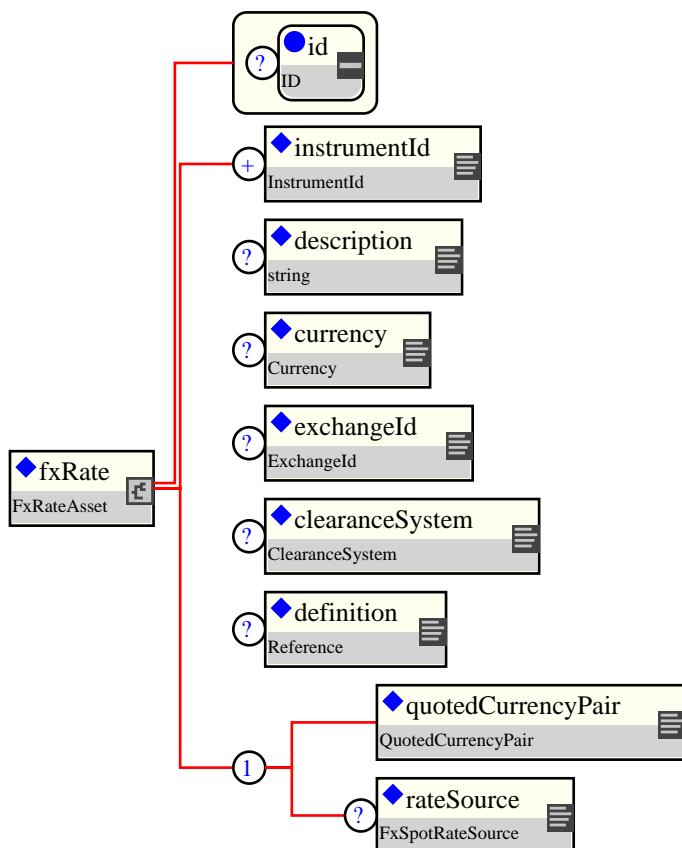 ?
id
ID
+
instrumentId
InstrumentId
?
description
string
?
currency
Currency
?
exchangeId
ExchangeId
fxRate
FxRateAsset
?
clearanceSystem
ClearanceSystem
?
definition
Reference
1
quotedCurrencyPair
QuotedCurrencyPair
?
rateSource
FxSpotRateSource